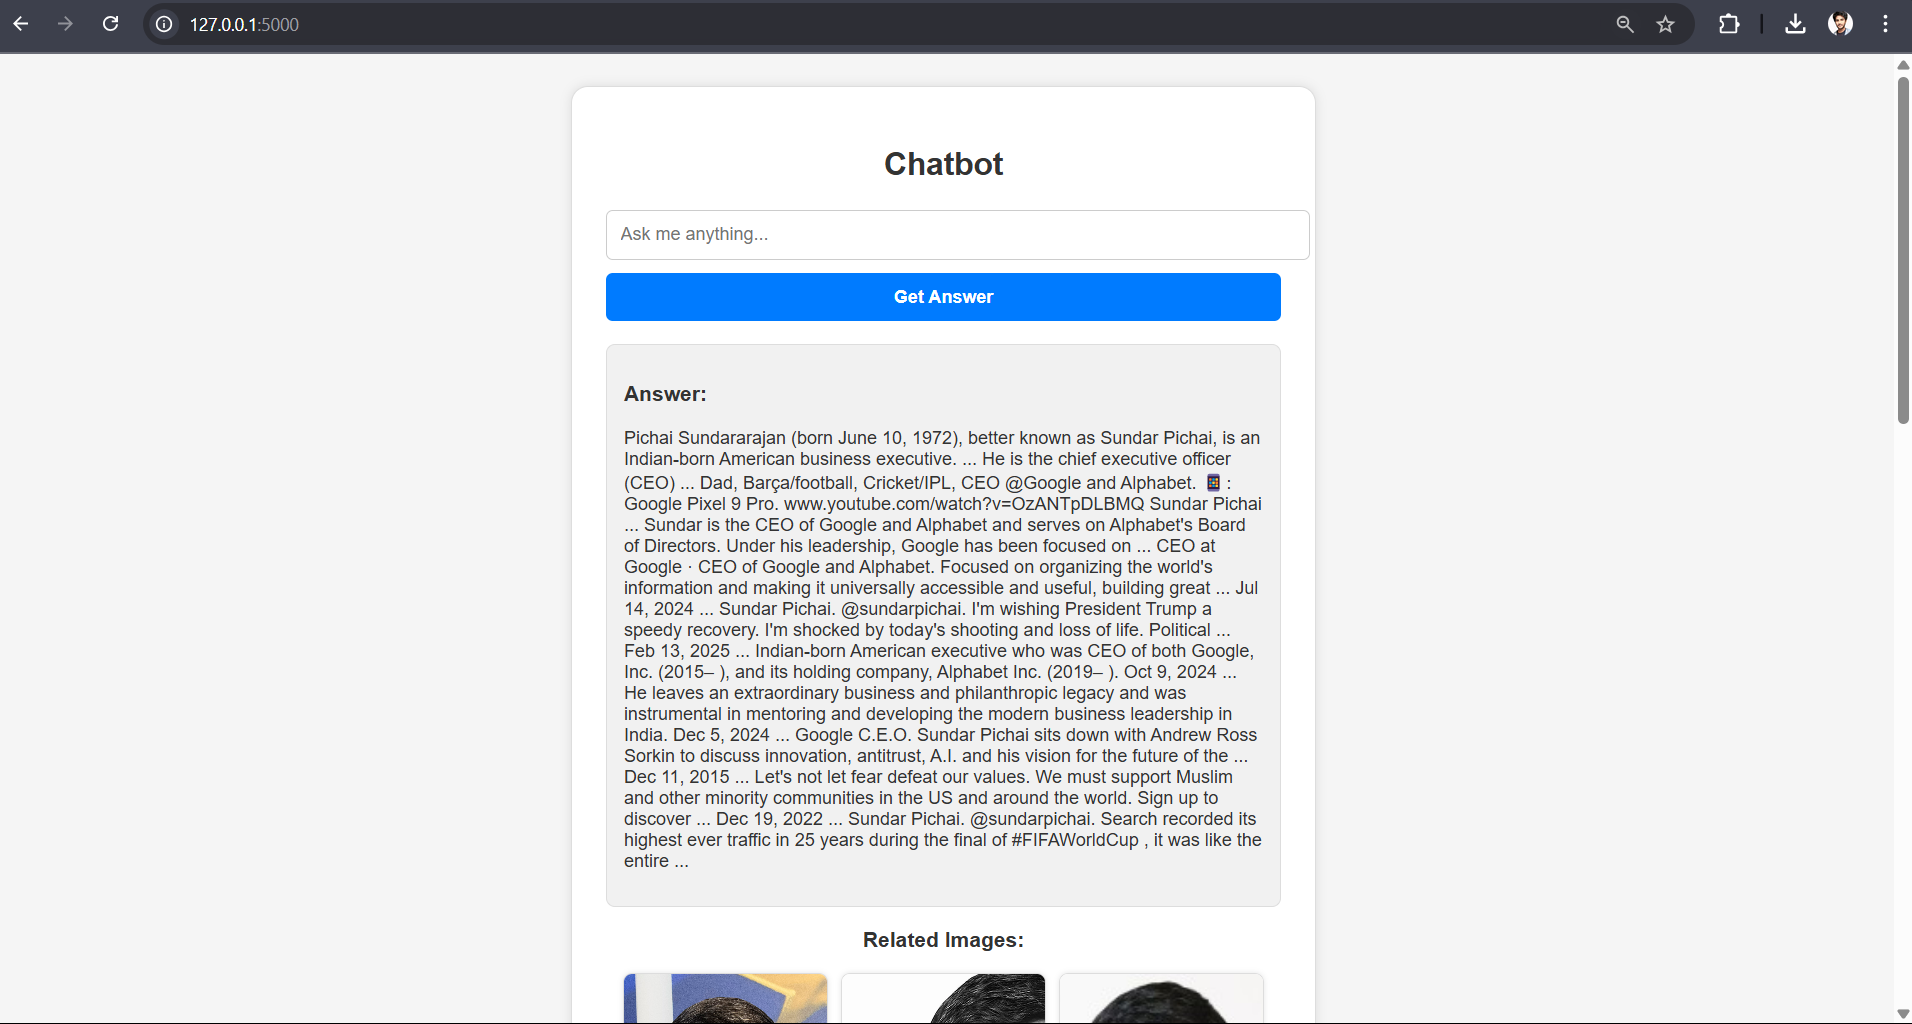 127.0.0.1:5000
Chatbot
Ask me anything...
Get Answer
Answer:
Pichai Sundararajan (born June 10, 1972), better known as Sundar Pichai, is an
Indian-born American business executive. ... He is the chief executive officer
(CEO) ... Dad, Barça/football, Cricket/IPL, CEO @Google and Alphabet. 📱 :
Google Pixel 9 Pro. www.youtube.com/watch?v=OzANTpDLBMQ Sundar Pichai
... Sundar is the CEO of Google and Alphabet and serves on Alphabet's Board
of Directors. Under his leadership, Google has been focused on ... CEO at
Google · CEO of Google and Alphabet. Focused on organizing the world's
information and making it universally accessible and useful, building great ... Jul
14, 2024 ... Sundar Pichai. @sundarpichai. I'm wishing President Trump a
speedy recovery. I'm shocked by today's shooting and loss of life. Political ...
Feb 13, 2025 ... Indian-born American executive who was CEO of both Google,
Inc. (2015– ), and its holding company, Alphabet Inc. (2019– ). Oct 9, 2024 ...
He leaves an extraordinary business and philanthropic legacy and was
instrumental in mentoring and developing the modern business leadership in
India. Dec 5, 2024 ... Google C.E.O. Sundar Pichai sits down with Andrew Ross
Sorkin to discuss innovation, antitrust, A.I. and his vision for the future of the ...
Dec 11, 2015 ... Let's not let fear defeat our values. We must support Muslim
and other minority communities in the US and around the world. Sign up to
discover ... Dec 19, 2022 ... Sundar Pichai. @sundarpichai. Search recorded its
highest ever traffic in 25 years during the final of #FIFAWorldCup , it was like the
entire ...
Related Images: